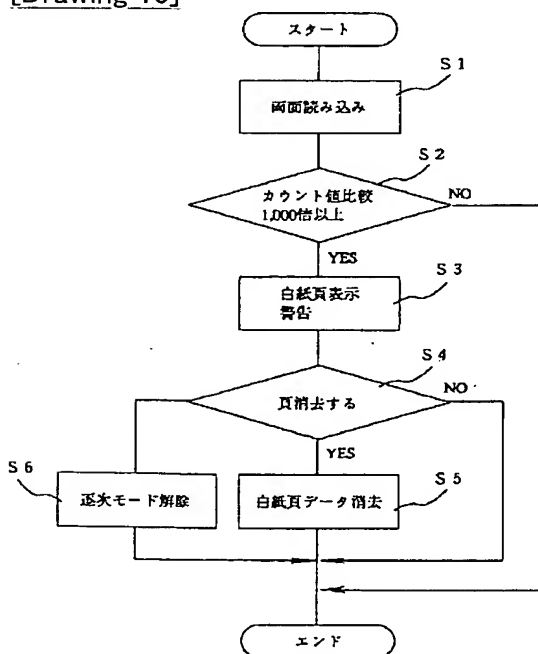 スタート
S1
両面読み込み
S2
カウント値比較
1,000倍以上
NO
YES
S3
白紙頁表示
警告
S4
頁消去する
NO
YES
S6
逐次モード解除
S5
白紙頁データ消去
エンド